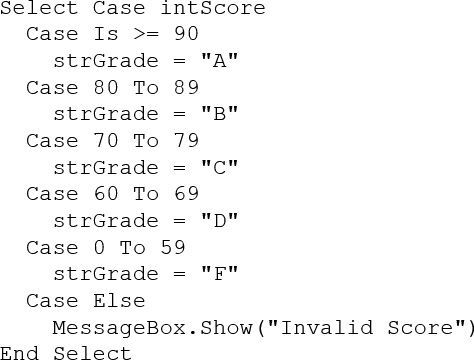 Select Case intScore
  Case Is >= 90
    strGrade = "A"
  Case 80 To 89
    strGrade = "B"
  Case 70 To 79
    strGrade = "C"
  Case 60 To 69
    strGrade = "D"
  Case 0 To 59
    strGrade = "F"
  Case Else
    MessageBox.Show("Invalid Score")
End Select